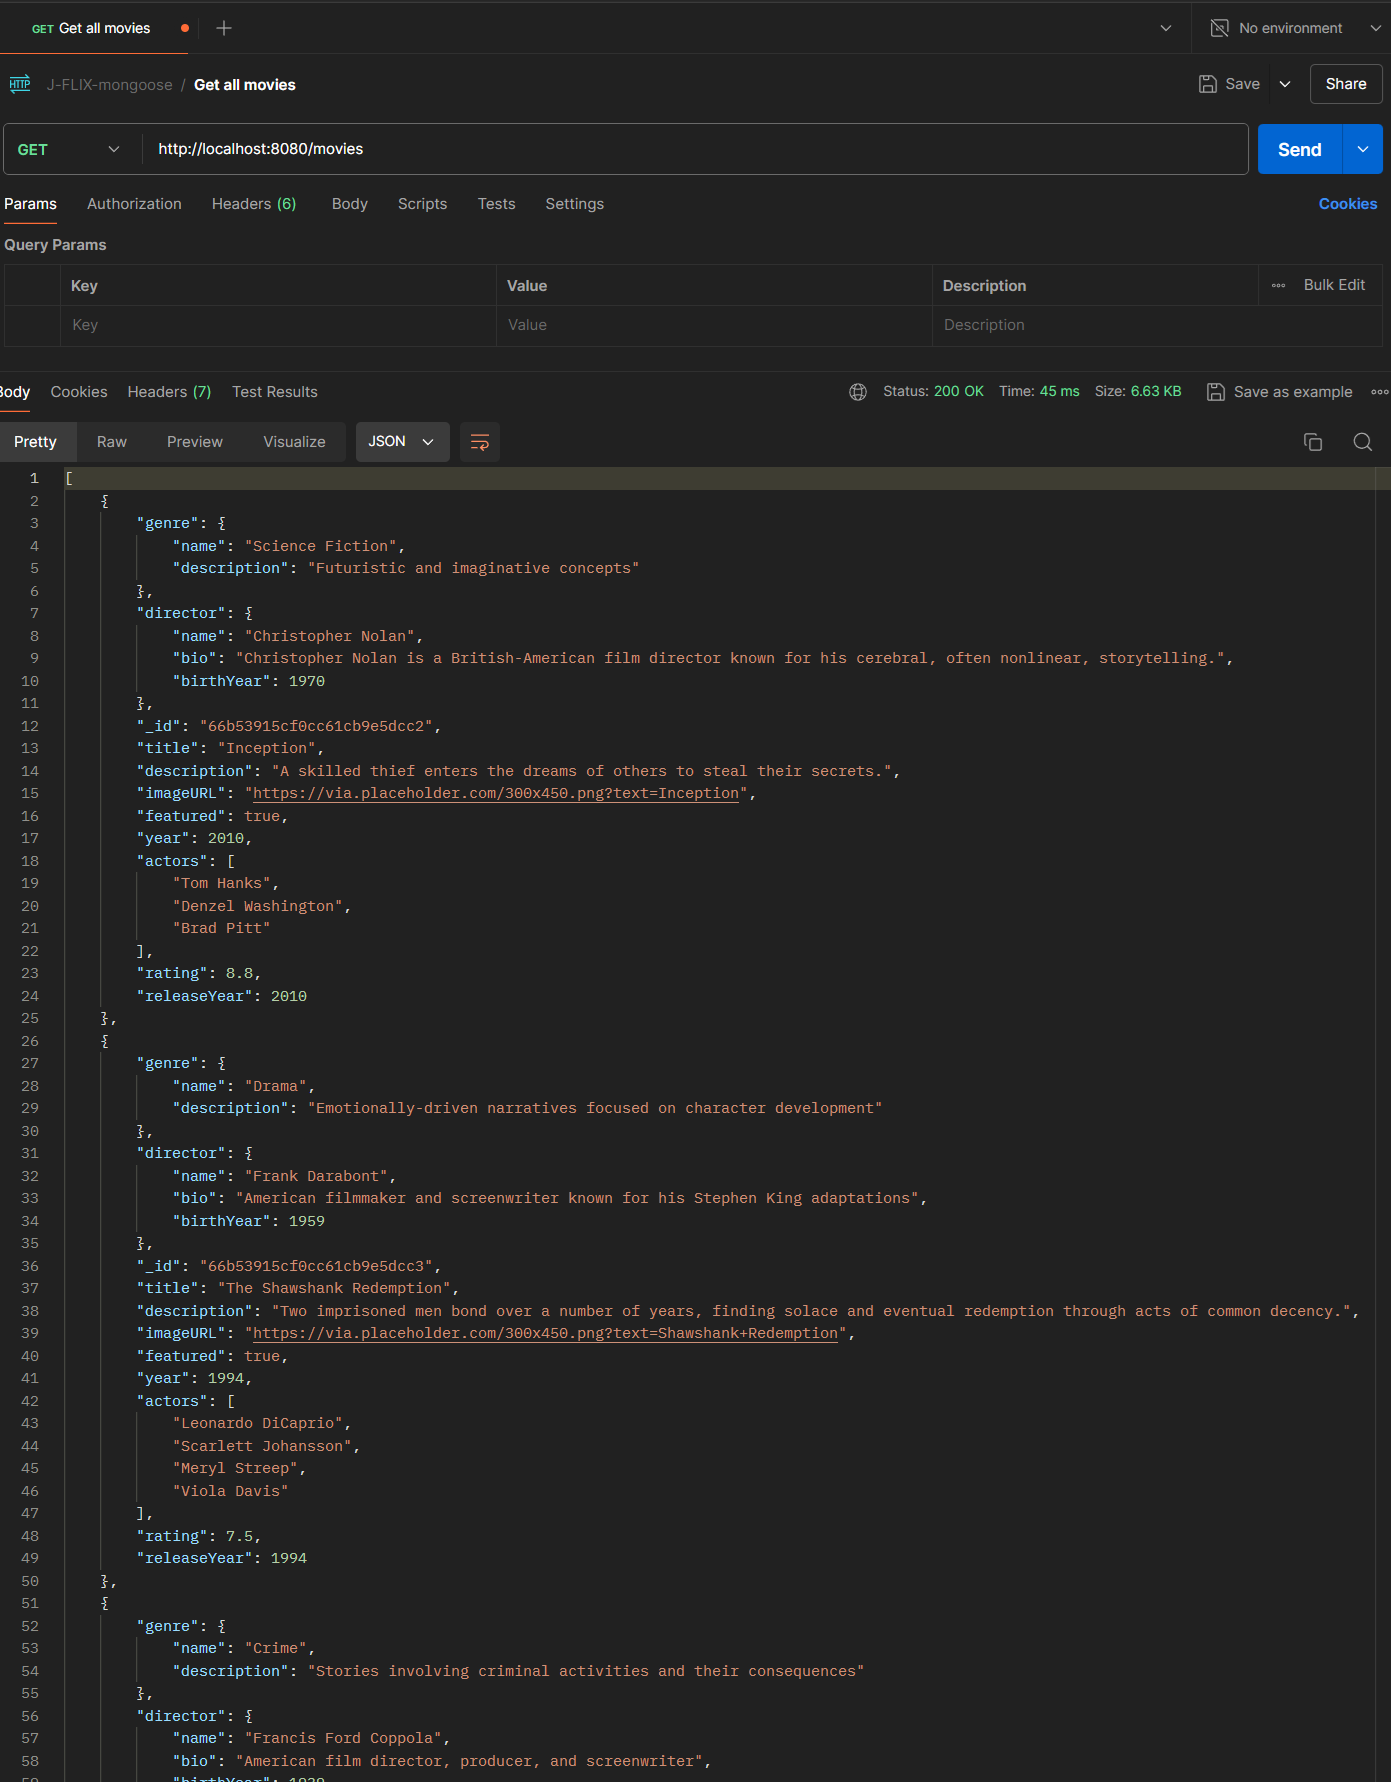 GET Get all movies
No environment
HTTP J-FLIX-mongoose / Get all movies
Save
Share
GET http://localhost:8080/movies
Send
Params Authorization Headers (6) Body Scripts Tests Settings Cookies
Query Params
Key Value Description Bulk Edit
Key Value Description
Body Cookies Headers (7) Test Results Status: 200 OK Time: 45 ms Size: 6.63 KB Save as example
Pretty Raw Preview Visualize JSON
1 [
2 {
3 "genre": {
4 "name": "Science Fiction",
5 "description": "Futuristic and imaginative concepts"
6 },
7 "director": {
8 "name": "Christopher Nolan",
9 "bio": "Christopher Nolan is a British-American film director known for his cerebral, often nonlinear, storytelling.",
10 "birthYear": 1970
11 },
12 "_id": "66b53915cf0cc61cb9e5dcc2",
13 "title": "Inception",
14 "description": "A skilled thief enters the dreams of others to steal their secrets.",
15 "imageURL": "https://via.placeholder.com/300x450.png?text=Inception",
16 "featured": true,
17 "year": 2010,
18 "actors": [
19 "Tom Hanks",
20 "Denzel Washington",
21 "Brad Pitt"
22 ],
23 "rating": 8.8,
24 "releaseYear": 2010
25 },
26 {
27 "genre": {
28 "name": "Drama",
29 "description": "Emotionally-driven narratives focused on character development"
30 },
31 "director": {
32 "name": "Frank Darabont",
33 "bio": "American filmmaker and screenwriter known for his Stephen King adaptations",
34 "birthYear": 1959
35 },
36 "_id": "66b53915cf0cc61cb9e5dcc3",
37 "title": "The Shawshank Redemption",
38 "description": "Two imprisoned men bond over a number of years, finding solace and eventual redemption through acts of common decency.",
39 "imageURL": "https://via.placeholder.com/300x450.png?text=Shawshank+Redemption",
40 "featured": true,
41 "year": 1994,
42 "actors": [
43 "Leonardo DiCaprio",
44 "Scarlett Johansson",
45 "Meryl Streep",
46 "Viola Davis"
47 ],
48 "rating": 7.5,
49 "releaseYear": 1994
50 },
51 {
52 "genre": {
53 "name": "Crime",
54 "description": "Stories involving criminal activities and their consequences"
55 },
56 "director": {
57 "name": "Francis Ford Coppola",
58 "bio": "American film director, producer, and screenwriter",